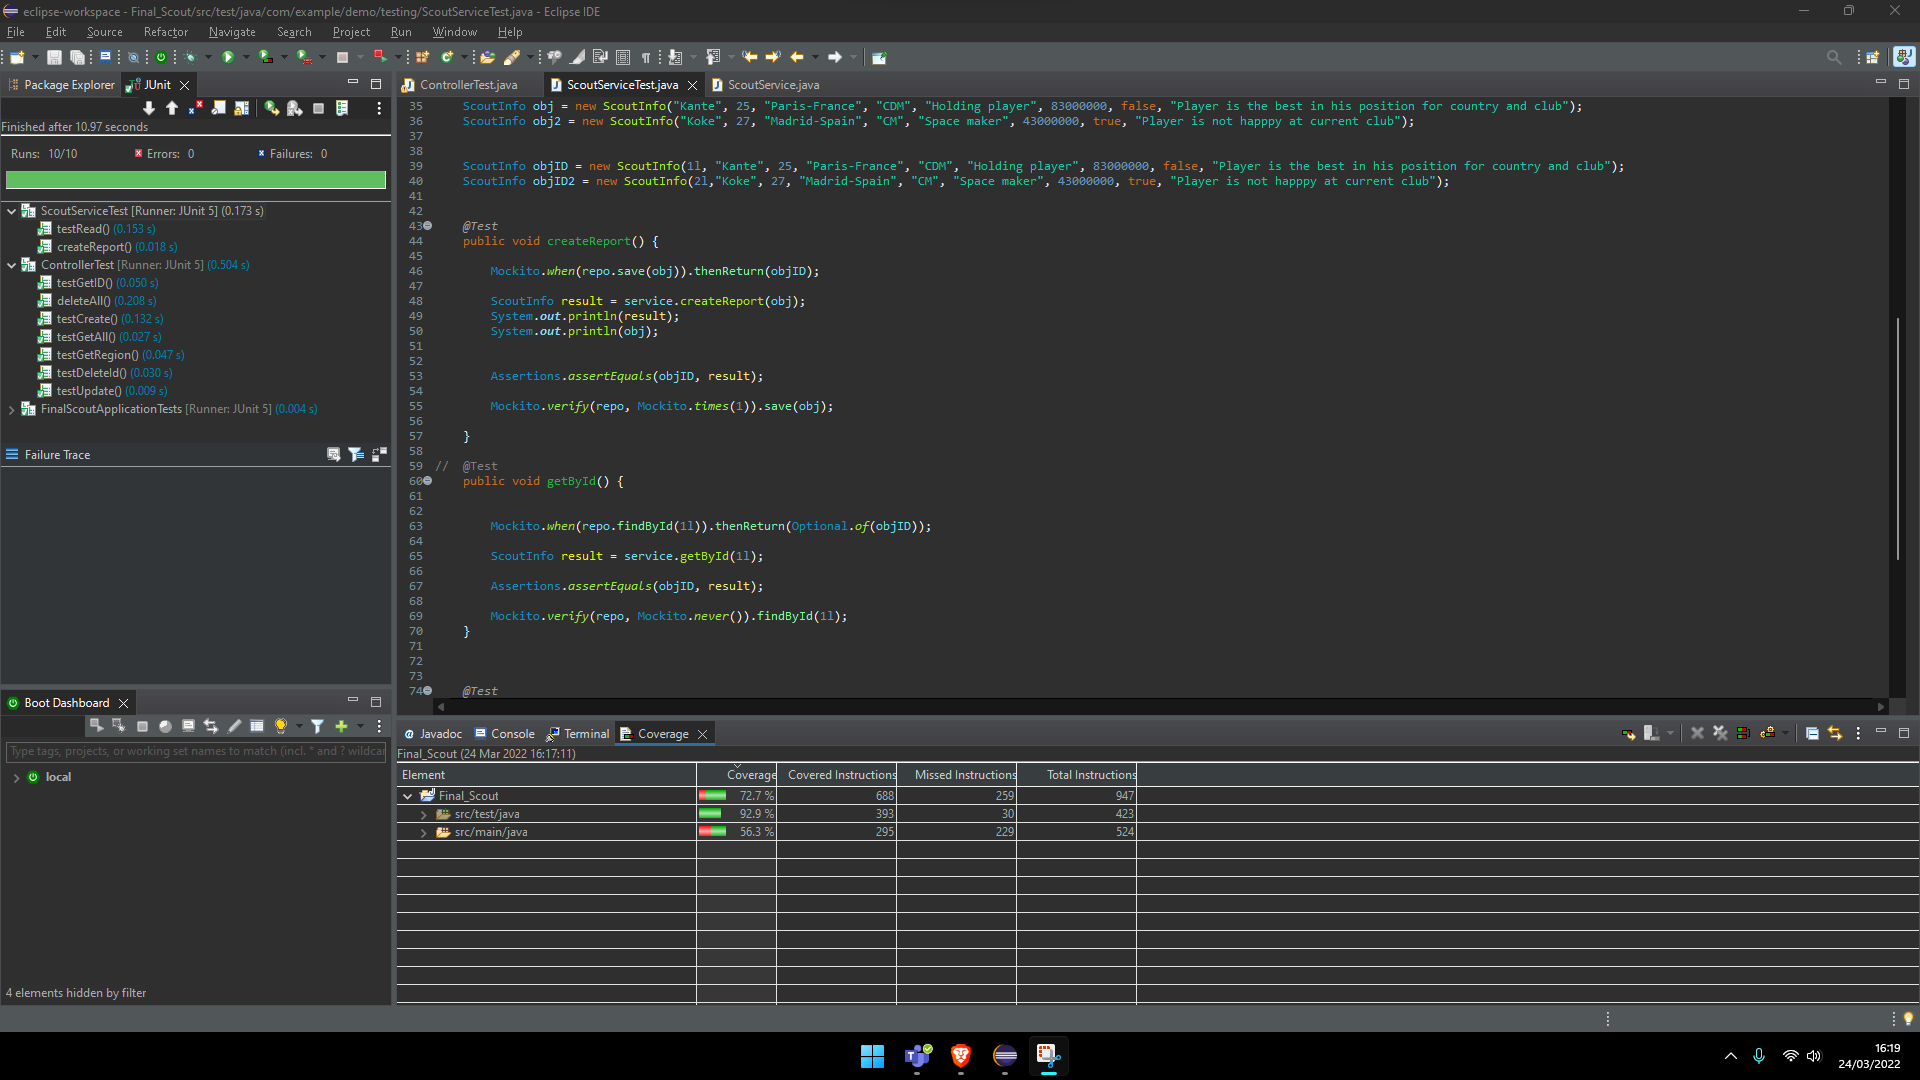 eclipse-workspace - Final_Scout/src/test/java/com/example/demo/testing/ScoutServiceTest.java - Eclipse IDE
File Edit Source Refactor Navigate Search Project Run Window Help
Package Explorer JUnit
Finished after 10.97 seconds
Runs: 10/10 Errors: 0 Failures: 0
ScoutServiceTest [Runner: JUnit 5] (0.173 s)
testRead() (0.153 s)
createReport() (0.018 s)
ControllerTest [Runner: JUnit 5] (0.504 s)
testGetID() (0.050 s)
deleteAll() (0.208 s)
testCreate() (0.132 s)
testGetAll() (0.027 s)
testGetRegion() (0.047 s)
testDeleteId() (0.030 s)
testUpdate() (0.009 s)
FinalScoutApplicationTests [Runner: JUnit 5] (0.004 s)
Failure Trace
Boot Dashboard
Type tags, projects, or working set names to match (incl. * and ? wildcar
local
4 elements hidden by filter
ControllerTest.java ScoutServiceTest.java ScoutService.java
35 ScoutInfo obj = new ScoutInfo("Kante", 25, "Paris-France", "CDM", "Holding player", 83000000, false, "Player is the best in his position for country and club");
36 ScoutInfo obj2 = new ScoutInfo("Koke", 27, "Madrid-Spain", "CM", "Space maker", 43000000, true, "Player is not happpy at current club");
37
38
39 ScoutInfo objID = new ScoutInfo(1l, "Kante", 25, "Paris-France", "CDM", "Holding player", 83000000, false, "Player is the best in his position for country and club");
40 ScoutInfo objID2 = new ScoutInfo(2l,"Koke", 27, "Madrid-Spain", "CM", "Space maker", 43000000, true, "Player is not happpy at current club");
41
42
43 @Test
44 public void createReport() {
45
46 Mockito.when(repo.save(obj)).thenReturn(objID);
47
48 ScoutInfo result = service.createReport(obj);
49 System.out.println(result);
50 System.out.println(obj);
51
52
53 Assertions.assertEquals(objID, result);
54
55 Mockito.verify(repo, Mockito.times(1)).save(obj);
56
57 }
58
59 // @Test
60 public void getById() {
61
62
63 Mockito.when(repo.findById(1l)).thenReturn(Optional.of(objID));
64
65 ScoutInfo result = service.getById(1l);
66
67 Assertions.assertEquals(objID, result);
68
69 Mockito.verify(repo, Mockito.never()).findById(1l);
70 }
71
72
73
74 @Test
Javadoc Console Terminal Coverage
Final_Scout (24 Mar 2022 16:17:11)
Element Coverage Covered Instructions Missed Instructions Total Instructions
Final_Scout 72.7 % 688 259 947
src/test/java 92.9 % 393 30 423
src/main/java 56.3 % 295 229 524
16:19
24/03/2022